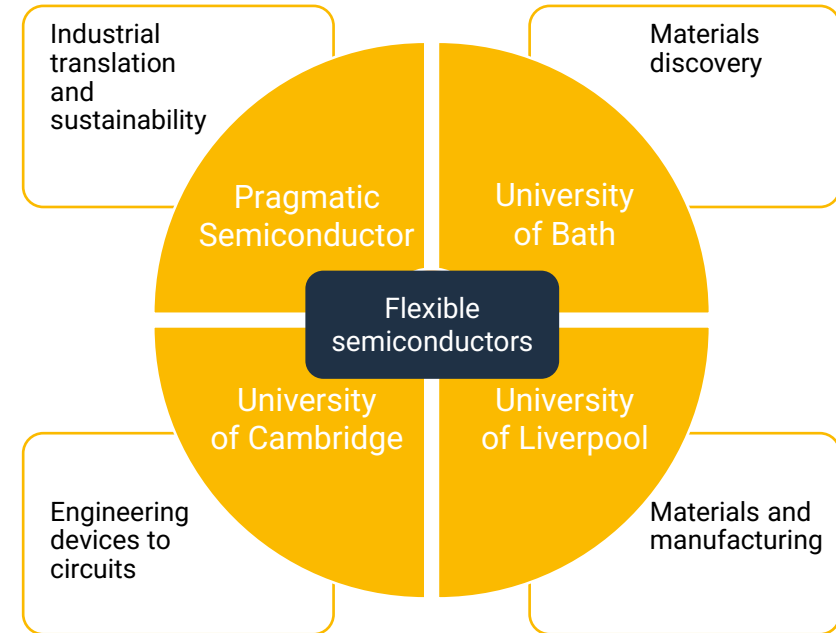 Industrial
translation
and
sustainability
Materials
discovery
Pragmatic
Semiconductor
University
of Bath
Flexible
semiconductors
University
of Cambridge
University
of Liverpool
Engineering
devices to
circuits
Materials and
manufacturing